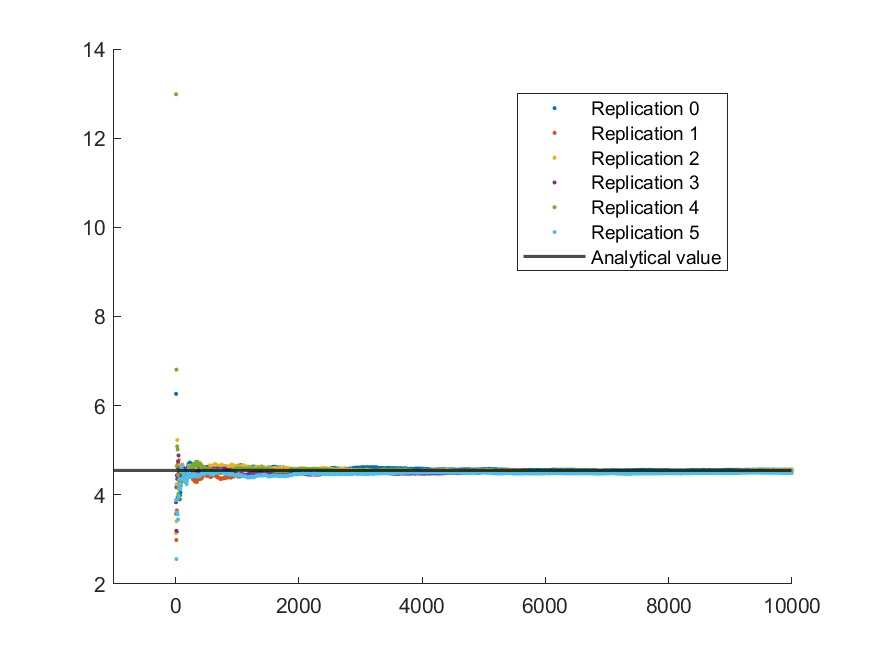 14
12
10
8
6
4
2
0
2000
4000
6000
8000
10000
Replication 0
Replication 1
Replication 2
Replication 3
Replication 4
Replication 5
Analytical value